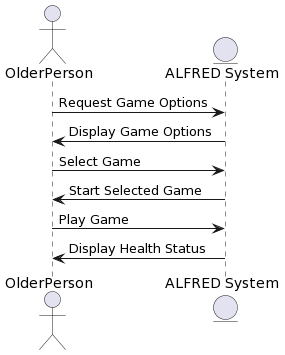 OlderPerson
ALFRED System
Request Game Options
Display Game Options
Select Game
Start Selected Game
Play Game
Display Health Status
OlderPerson
ALFRED System